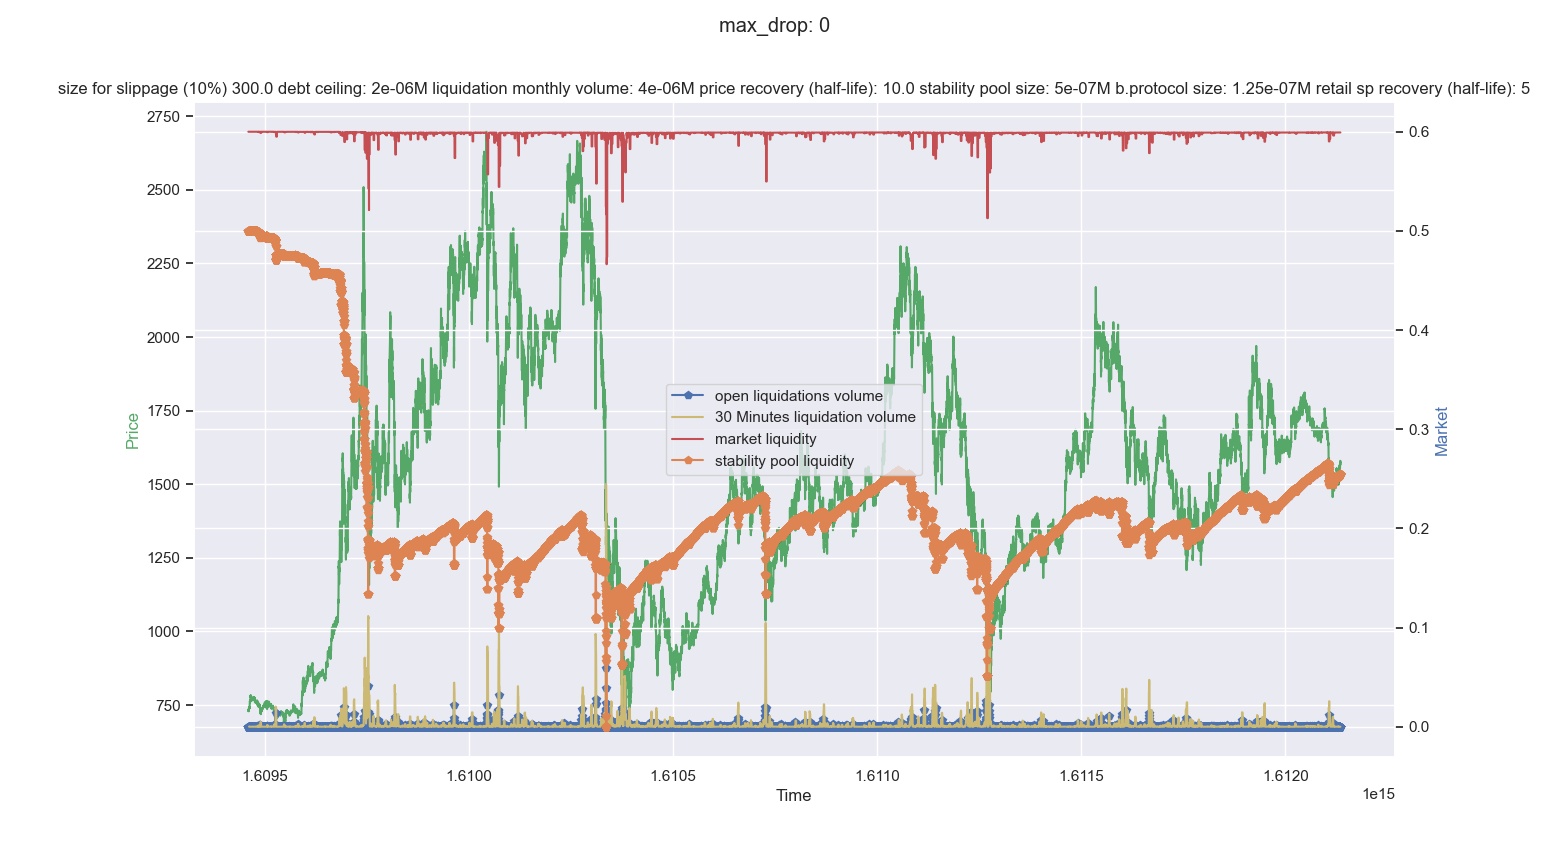 max_drop: 0
size for slippage (10%) 300.0 debt ceiling: 2e-06M liquidation monthly volume: 4e-06M price recovery (half-life): 10.0 stability pool size: 5e-07M b.protocol size: 1.25e-07M retail sp recovery (half-life): 5
2750
0.6
2500
0.5
2250
2000
0.4
1750
open liquidations volume
30 Minutes liquidation volume
market liquidity
stability pool liquidity
Price
Market
0.3
1500
0.2
1250
1000
0.1
750
0.0
1.6095
1.6100
1.6105
1.6110
1.6115
1.6120
Time
1e15